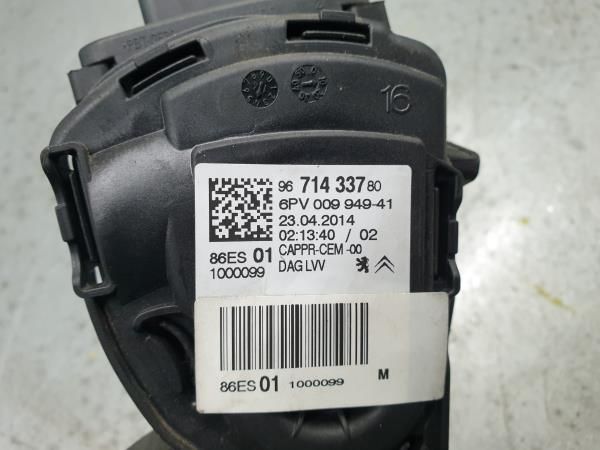 16
96 714 337 80
6PV 009 949-41
23.04.2014
02:13:40 / 02
86ES 01 CAPPR-CEM -00
1000099 DAG LVV
86ES 01 1000099 M